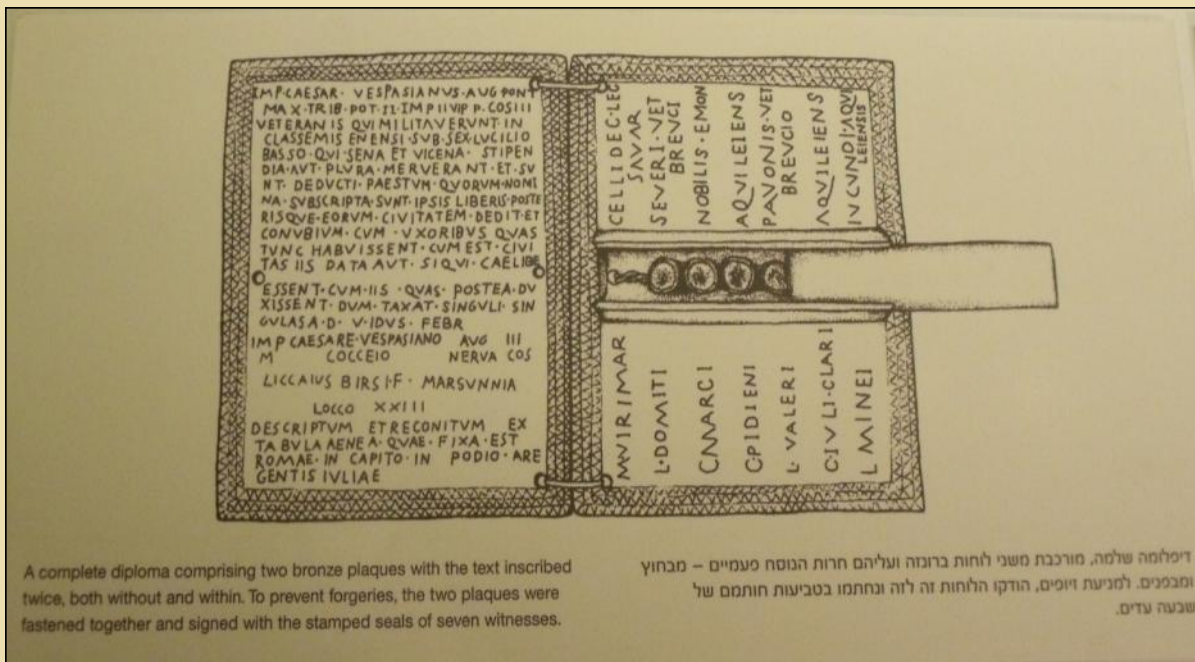 IMP·CAESAR· VESPASIANVS·AVG·PONT
MAX·TRIB·POT·II·IMP IIVIP P. COS III
VETERANIS QVI MILITAVERVNT·IN
CLASSE MIS ENENSI·SVB·SEX·LVCILIO
BASSO·QVI·SENA ET VICENA· STIPEN
DIA·AVT· PLVRA·MERVERANT·ET·SV
NT· DEDVCTI·PAESTVM·QVORVM·NOMI
NA·SVBSCRIPTA·SVNT·IPSIS LIBERIS·POSTE
RISQVE·EORVM·CIVITATEM·DEDIT·ET
CONVBIVM·CVM·VXORIBVS QVAS
TVNC HABVISSENT·CVM EST·CIVI
TAS IIS DATA AVT·SIQVI·CAELIBE
ESSENT·CVM·IIS·QVAS·POSTEA·DV
XISSENT·DVM·TAXAT·SINGVLI·SIN
GVLAS A·D·V·IDVS·FEBR
IMP CAESARE·VESPASIANO AVG III
M COCCEIO NERVA COS
LICCAIVS BIRSI·F· MARSVNNIA
LOCCO XXIII
DESCRIPTVM ET RECONITVM EX
TABVLA AENEA·QVAE·FIXA·EST
ROMAE·IN CAPITO·IN PODIO·ARE
GENTIS IVLIAE
CELLI DEC·LEG
SAVAR
SEVERI·VET
BREVCI
NOBILIS·EMON
AQVILEIENS
PAVONIS·VET
BREVCIO
AQVILEIENS
IVCVNDI·AQVI
LEIENSIS
M·VIRI MAR
L·DOMITI
C·MARCI
C·PIDIENI
L·VALERI
C·IVLI·CLARI
L MINEI
A complete diploma comprising two bronze plaques with the text inscribed
twice, both without and within. To prevent forgeries, the two plaques were
fastened together and signed with the stamped seals of seven witnesses.
דיפלומה שלמה, מורכבת משני לוחות ברונזה ועליהם חרות הנוסח פעמיים – מבחוץ
ומבפנים. למניעת זיופים, הודקו הלוחות זה לזה ונחתמו בטביעות חותמם של
שבעה עדים.